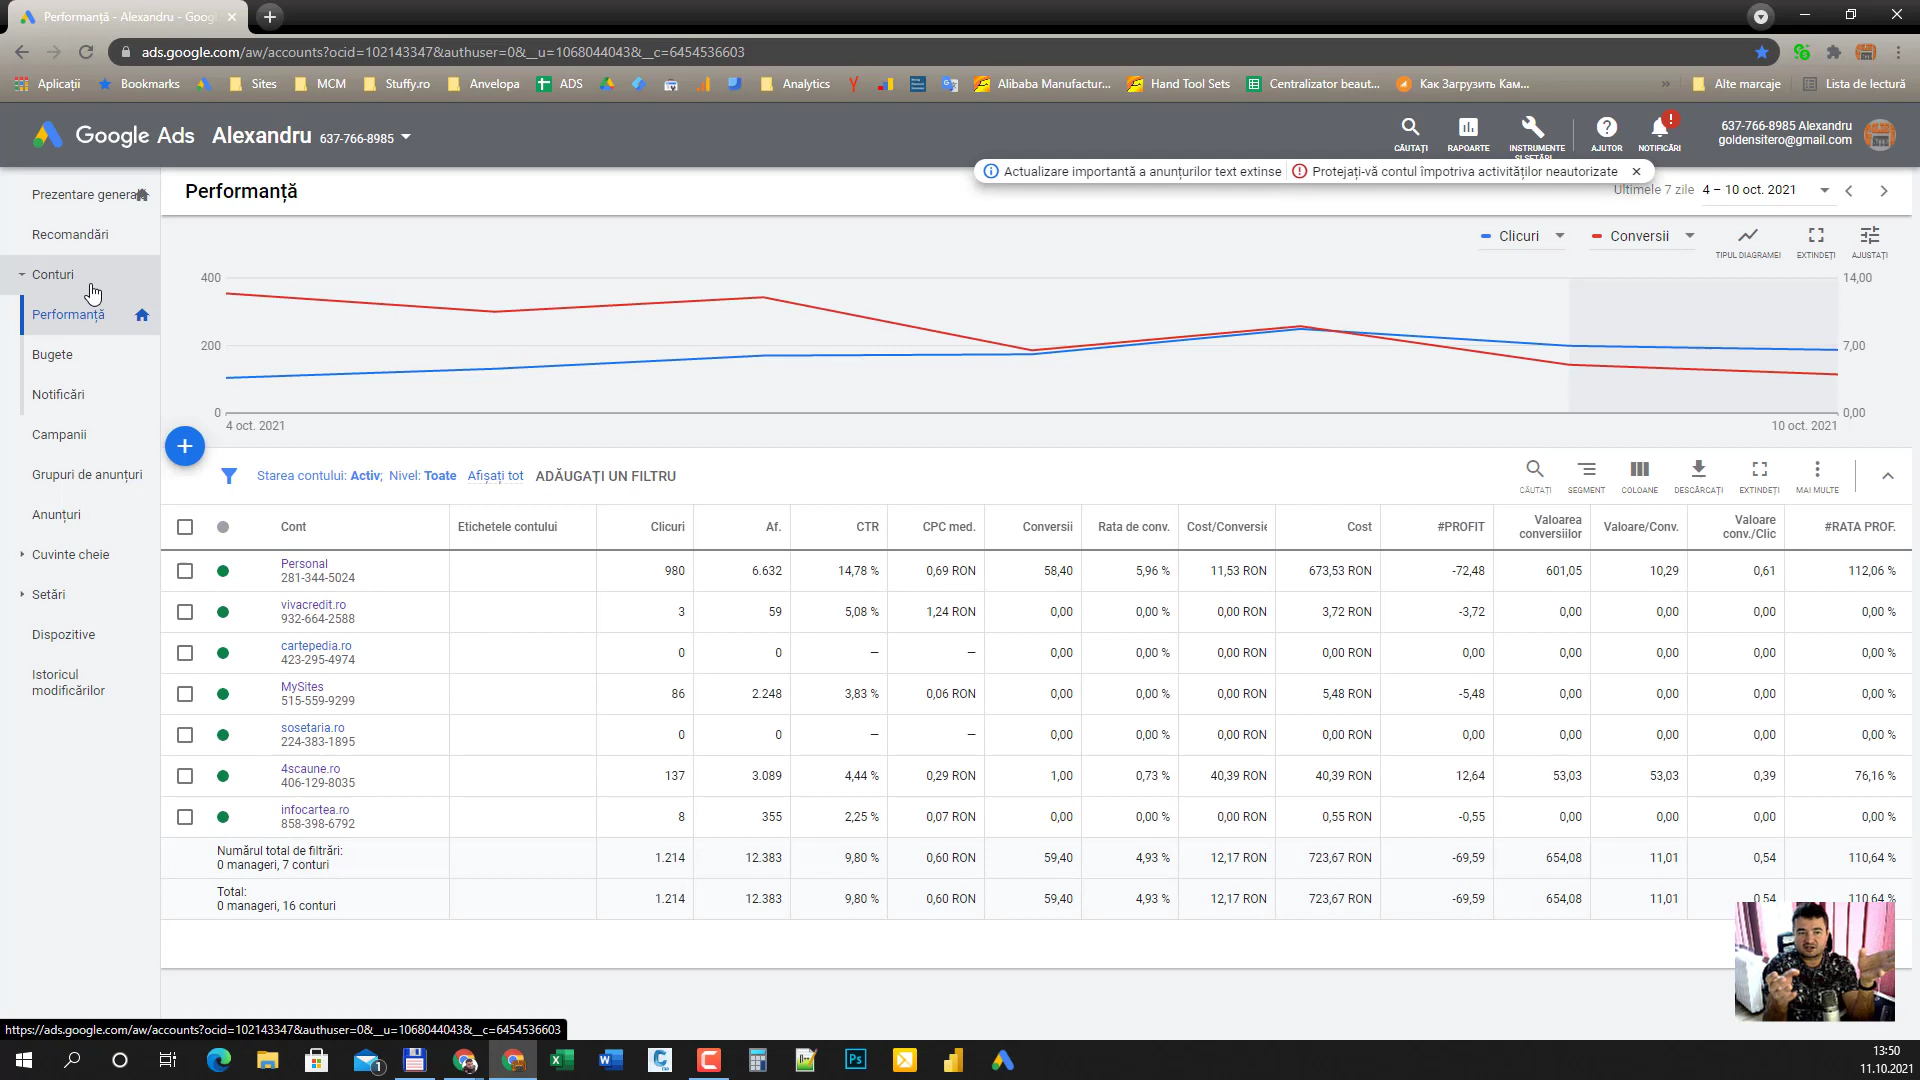 Performanță - Alexandru - Goog
ads.google.com/aw/accounts?ocid=102143347&authuser=0&__u=1068044043&__c=6454536603
Aplicații
Bookmarks
Sites
MCM
Stuffy.ro
Anvelopa
ADS
Analytics
Alibaba Manufactur...
Hand Tool Sets
Centralizator beaut...
Как Загрузить Кам...
»
Alte marcaje
Lista de lectură
Google Ads
Alexandru 637-766-8985
CĂUTAȚI
RAPOARTE
INSTRUMENTE
ȘI SETĂRI
AJUTOR
NOTIFICĂRI
637-766-8985 Alexandru
goldensitero@gmail.com
Actualizare importantă a anunțurilor text extinse
Protejați-vă contul împotriva activităților neautorizate
Prezentare genera
Recomandări
Conturi
Performanță
Bugete
Notificări
Campanii
Grupuri de anunțuri
Anunțuri
Cuvinte cheie
Setări
Dispozitive
Istoricul
modificărilor
Performanță
Ultimele 7 zile 4 – 10 oct. 2021
Clicuri
Conversii
TIPUL DIAGRAMEI
EXTINDEȚI
AJUSTAȚI
400 14,00
200 7,00
0 0,00
4 oct. 2021 10 oct. 2021
Starea contului: Activ; Nivel: Toate Afișați tot ADĂUGAȚI UN FILTRU
CĂUTAȚI
SEGMENT
COLOANE
DESCĂRCAȚI
EXTINDEȚI
MAI MULTE
Cont Etichetele contului Clicuri Af. CTR CPC med. Conversii Rata de conv. Cost/Conversie Cost #PROFIT Valoarea conversiilor Valoare/Conv. Valoare conv./Clic #RATA PROF.
Personal 980 6.632 14,78 % 0,69 RON 58,40 5,96 % 11,53 RON 673,53 RON -72,48 601,05 10,29 0,61 112,06 %
281-344-5024
vivacredit.ro 3 59 5,08 % 1,24 RON 0,00 0,00 % 0,00 RON 3,72 RON -3,72 0,00 0,00 0,00 0,00 %
932-664-2588
cartepedia.ro 0 0 — — 0,00 0,00 % 0,00 RON 0,00 RON 0,00 0,00 0,00 0,00 0,00 %
423-295-4974
MySites 86 2.248 3,83 % 0,06 RON 0,00 0,00 % 0,00 RON 5,48 RON -5,48 0,00 0,00 0,00 0,00 %
515-559-9299
sosetaria.ro 0 0 — — 0,00 0,00 % 0,00 RON 0,00 RON 0,00 0,00 0,00 0,00 0,00 %
224-383-1895
4scaune.ro 137 3.089 4,44 % 0,29 RON 1,00 0,73 % 40,39 RON 40,39 RON 12,64 53,03 53,03 0,39 76,16 %
406-129-8035
infocartea.ro 8 355 2,25 % 0,07 RON 0,00 0,00 % 0,00 RON 0,55 RON -0,55 0,00 0,00 0,00 0,00 %
858-398-6792
Numărul total de filtrări: 1.214 12.383 9,80 % 0,60 RON 59,40 4,93 % 12,17 RON 723,67 RON -69,59 654,08 11,01 0,54 110,64 %
0 manageri, 7 conturi
Total: 1.214 12.383 9,80 % 0,60 RON 59,40 4,93 % 12,17 RON 723,67 RON -69,59 654,08 11,01 0,54 110,64 %
0 manageri, 16 conturi
https://ads.google.com/aw/accounts?ocid=102143347&authuser=0&__u=1068044043&__c=6454536603
13:50
11.10.2021